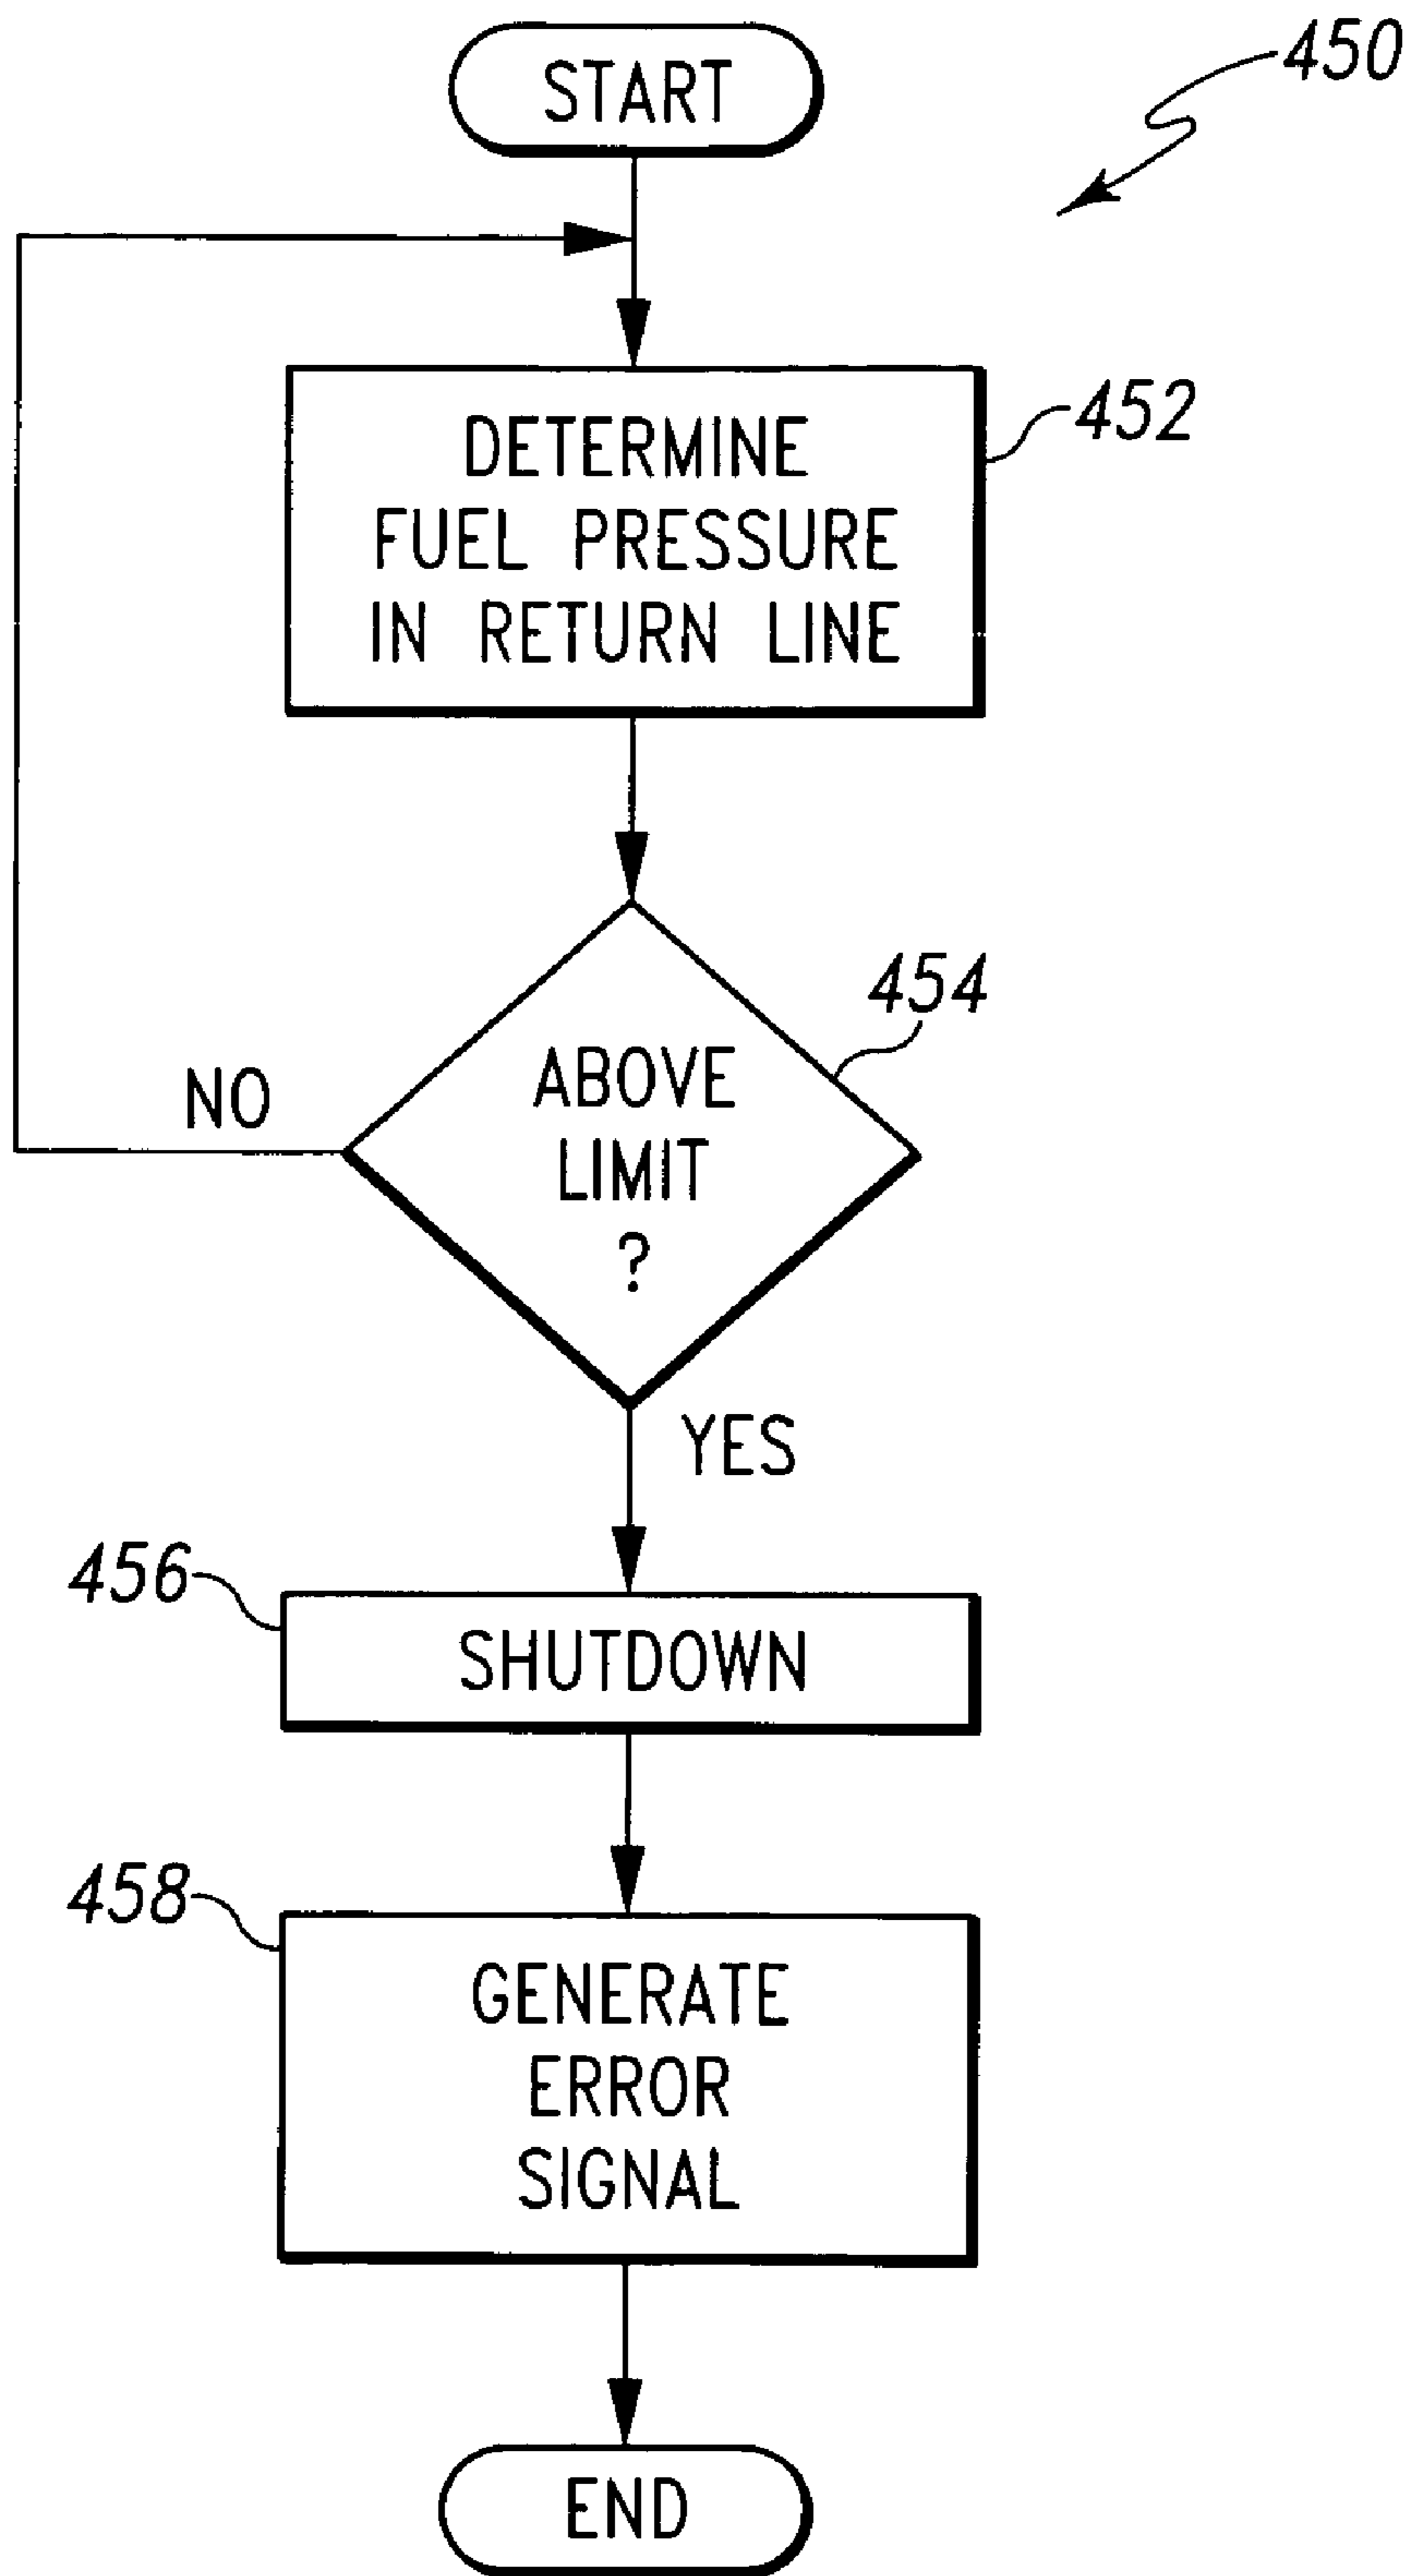 START
450
DETERMINE
FUEL PRESSURE
IN RETURN LINE
452
454
ABOVE
LIMIT
?
NO
YES
456
SHUTDOWN
458
GENERATE
ERROR
SIGNAL
END